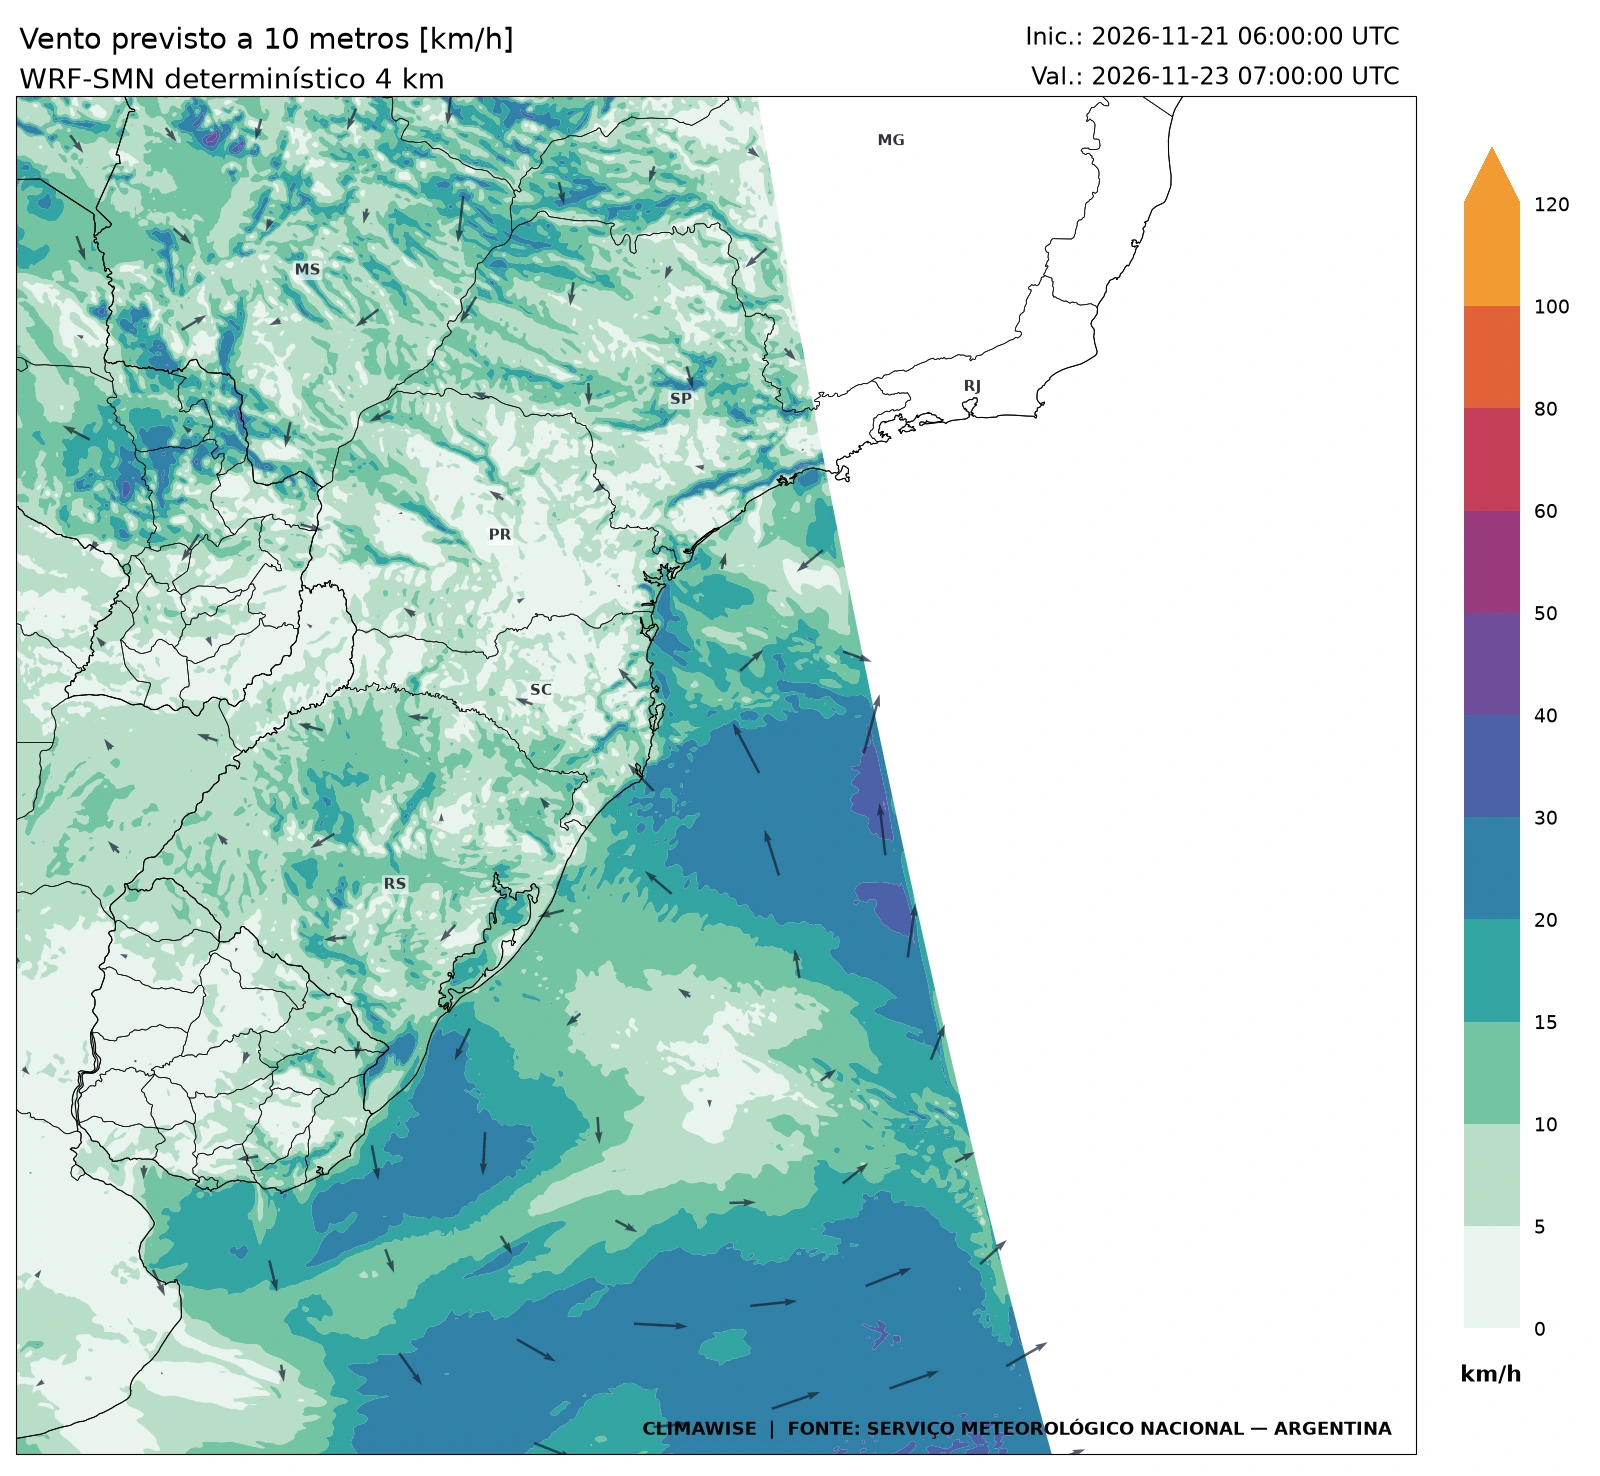 Vento previsto a 10 metros [km/h]
WRF-SMN determinístico 4 km
Inic.: 2026-11-21 06:00:00 UTC
Val.: 2026-11-23 07:00:00 UTC
MG
MS
RJ
SP
PR
SC
RS
120
100
80
60
50
40
30
20
15
10
5
0
km/h
CLIMAWISE | FONTE: SERVIÇO METEOROLÓGICO NACIONAL — ARGENTINA